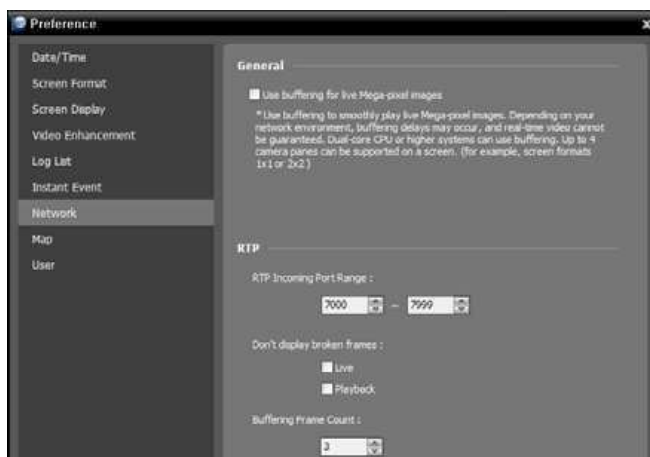 Preference
x
Date/Time
Screen Format
Screen Display
Video Enhancement
Log List
Instant Event
Network
Map
User
General
Use buffering for live Mega-pixel images
* Use buffering to smoothly play live Mega-pixel images. Depending on your
network environment, buffering delays may occur, and real-time video cannot
be guaranteed. Dual-core CPU or higher systems can use buffering. Up to 4
camera panes can be supported on a screen. (for example, screen formats
1x1 or 2x2)
RTP
RTP Incoming Port Range :
7000 - 7999
Don't display broken frames :
Live
Playback
Buffering Frame Count :
3